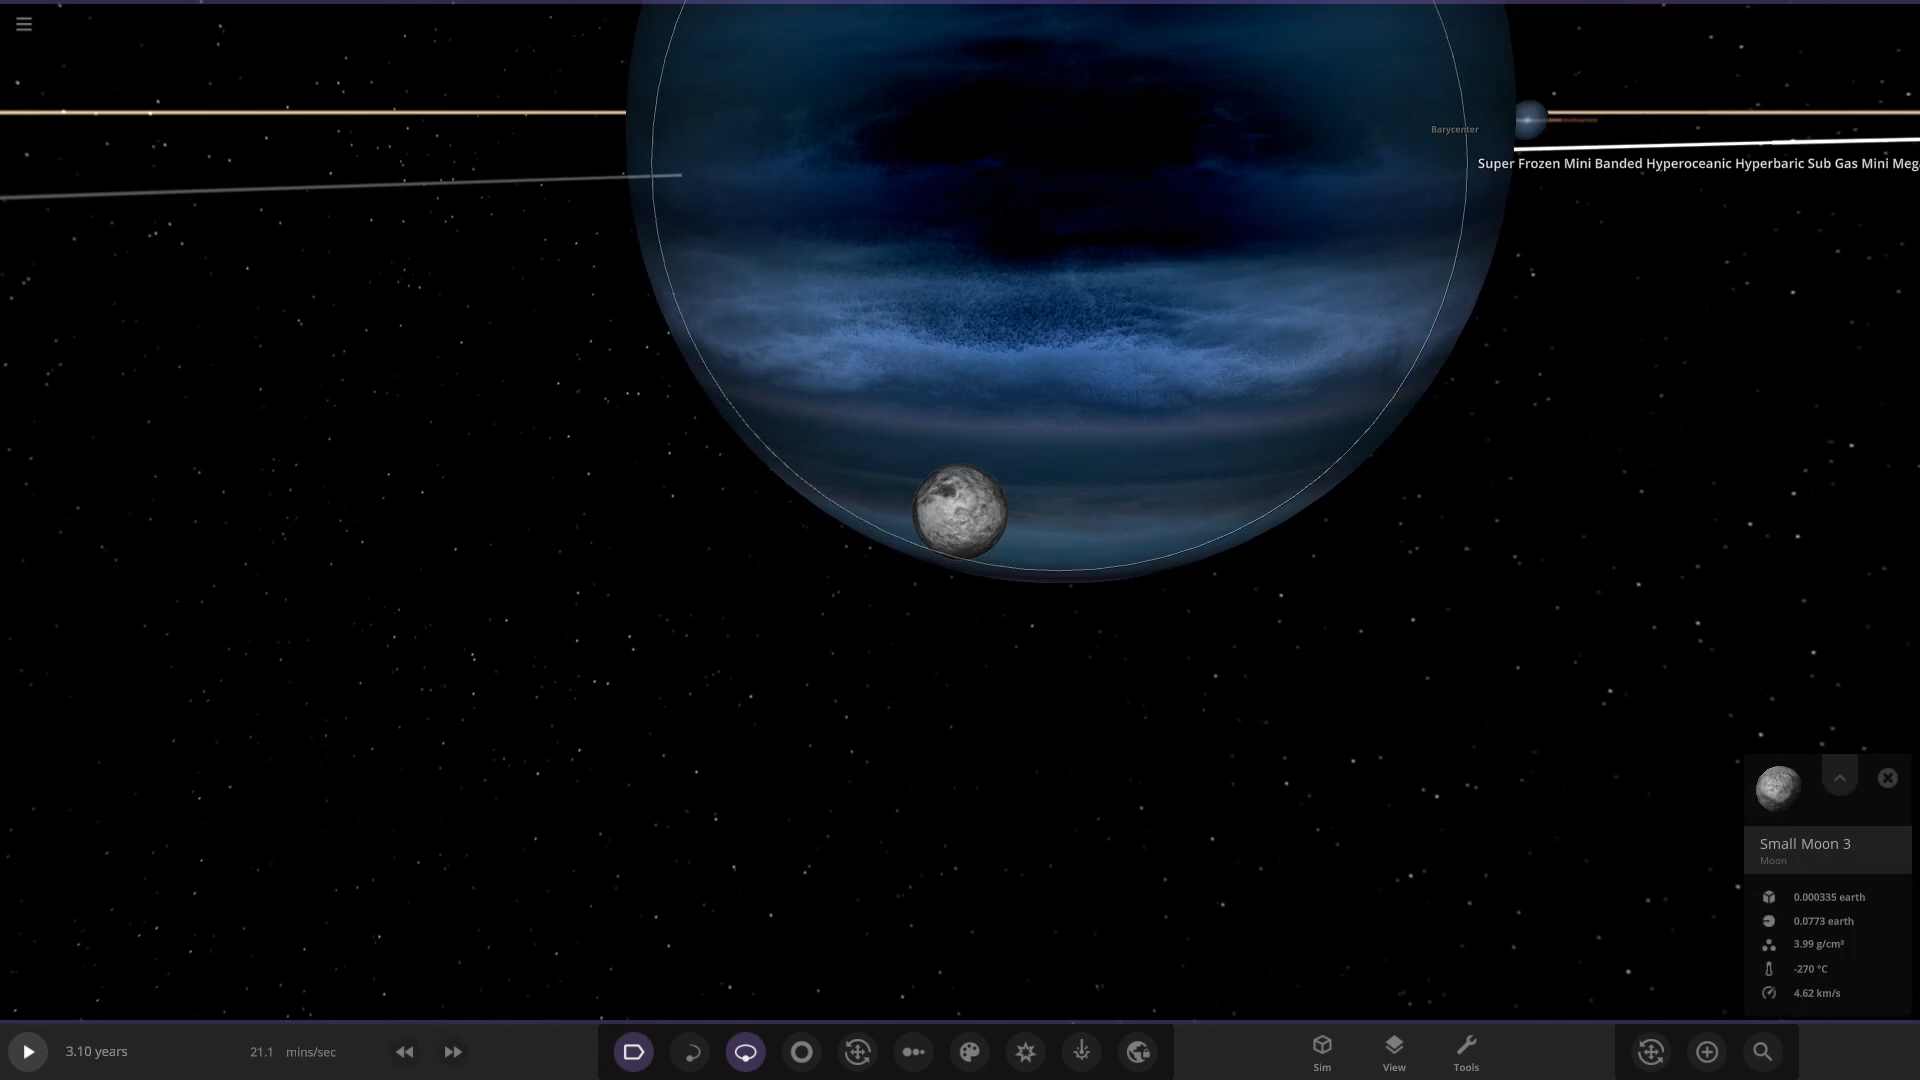 Barycenter
Super Frozen Mini Banded Hyperoceanic Hyperbaric Sub Gas Mini Meg
Small Moon 3
Moon
0.000335 earth
0.0773 earth
3.99 g/cm³
-270 °C
4.62 km/s
3.10 years
21.1 mins/sec
Sim
View
Tools